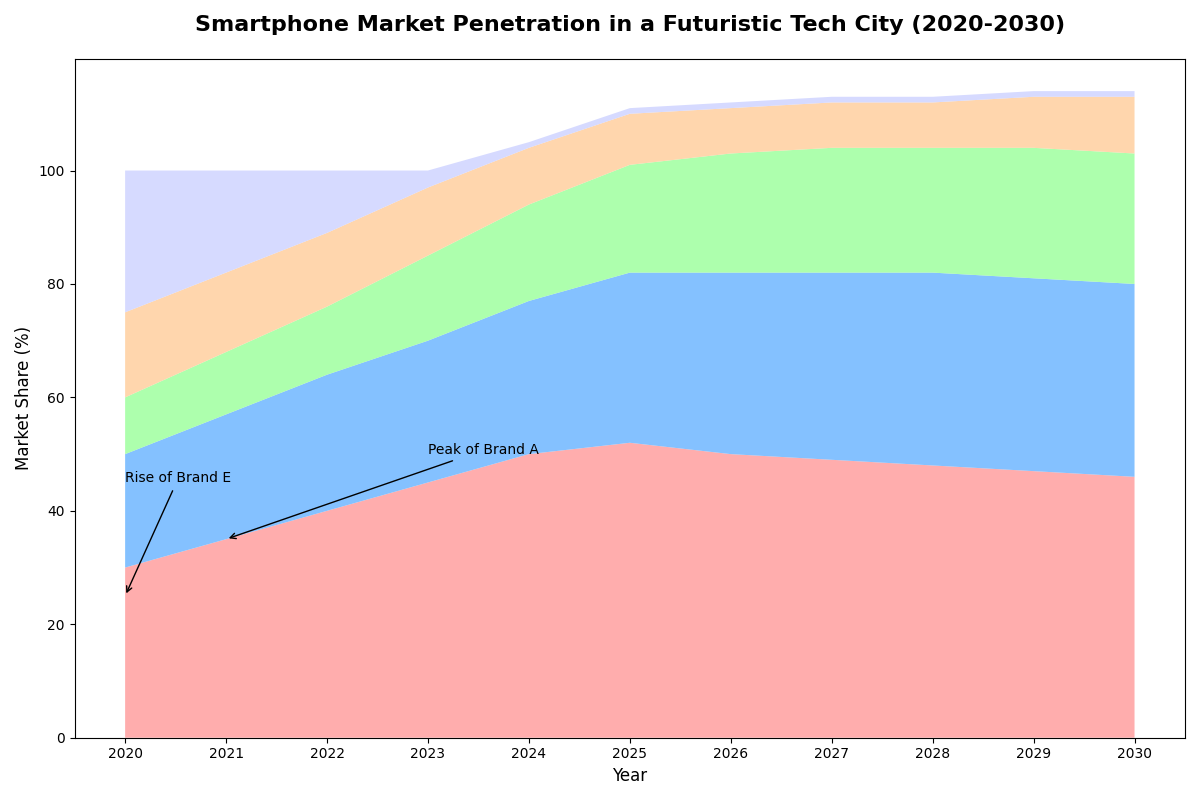 Smartphone Market Penetration in a Futuristic Tech City (2020-2030)
Market Share (%)
100
80
60
40
20
0
Peak of Brand A
Rise of Brand E
2020 2021 2022 2023 2024 2025 2026 2027 2028 2029 2030
Year